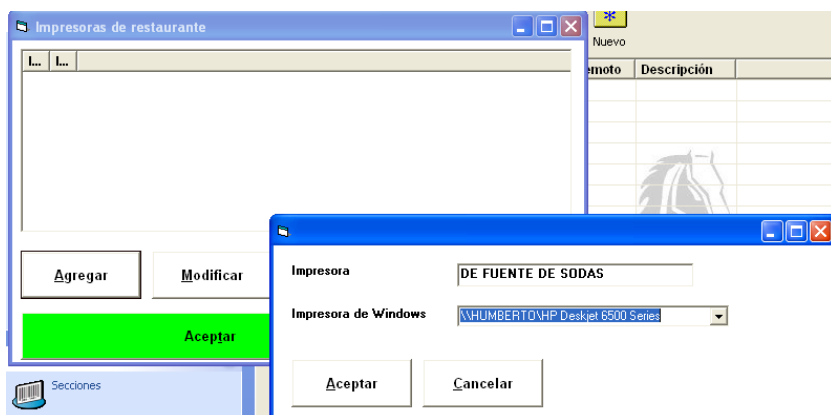 Impresoras de restaurante
Nuevo
I... I...
emoto Descripción
Agregar Modificar
Aceptar
Impresora DE FUENTE DE SODAS
Impresora de Windows \\HUMBERTO\HP Deskjet 6500 Series
Aceptar Cancelar
Secciones